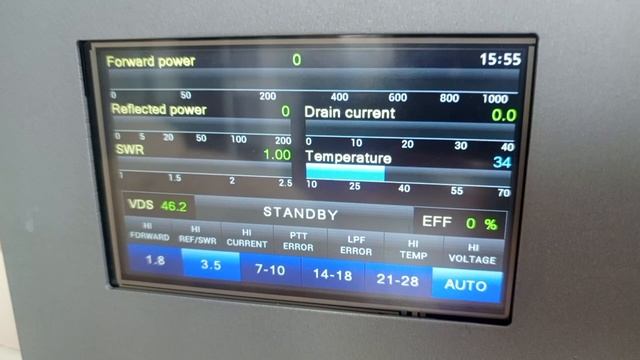 Forward power 0 15:55
0 50 200 400 600 800 1000
Reflected power 0 Drain current 0.0
0 5 20 50 100 200 0 10 20 30 40
SWR 1.00 Temperature 34
1 1.5 2 2.5 10 25 40 55 70
VDS 46.2 STANDBY EFF 0 %
HI FORWARD HI REF/SWR HI CURRENT PTT ERROR LPF ERROR HI TEMP HI VOLTAGE
1.8 3.5 7-10 14-18 21-28 AUTO